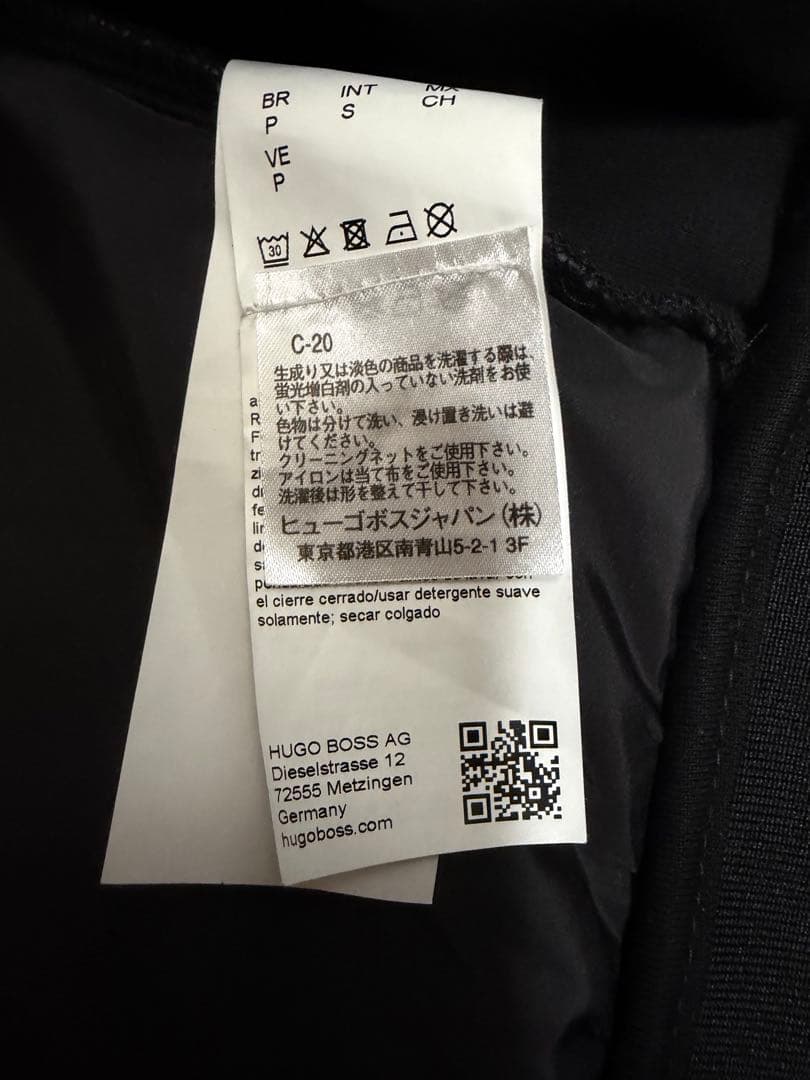 BR INT MX
P S CH
VE
P
30
C-20
生成り又は淡色の商品を洗濯する際は、
蛍光増白剤の入っていない洗剤をお使
い下さい。
色物は分けて洗い、浸け置き洗いは避
けてください。
クリーニングネットをご使用下さい。
アイロンは当て布をご使用下さい。
洗濯後は形を整えて干して下さい。
ヒューゴボスジャパン(株)
東京都港区南青山5-2-1 3F
el cierre cerrado/usar detergente suave
solamente; secar colgado
HUGO BOSS AG
Dieselstrasse 12
72555 Metzingen
Germany
hugoboss.com